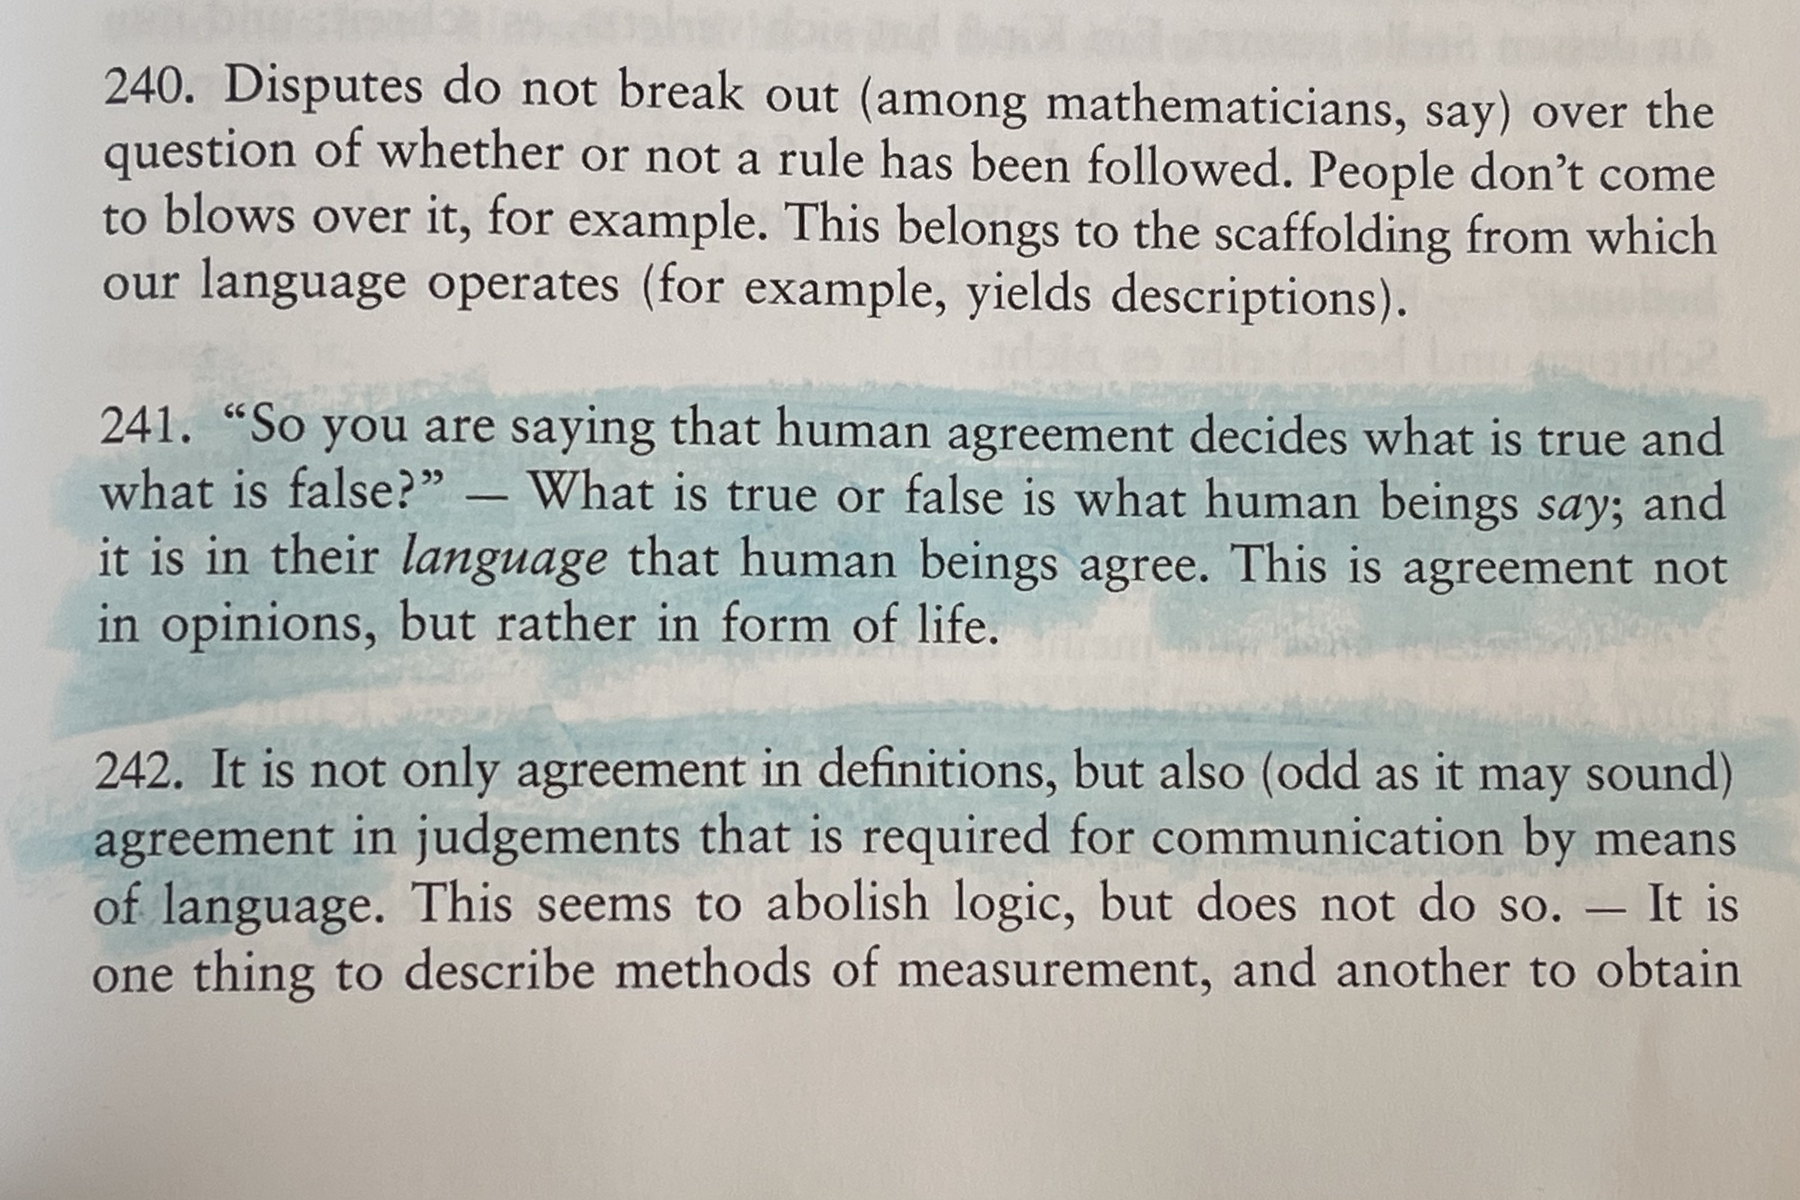 240. Disputes do not break out (among mathematicians, say) over the
question of whether or not a rule has been followed. People don’t come
to blows over it, for example. This belongs to the scaffolding from which
our language operates (for example, yields descriptions).
241. “So you are saying that human agreement decides what is true and
what is false?” — What is true or false is what human beings say; and
it is in their language that human beings agree. This is agreement not
in opinions, but rather in form of life.
242. It is not only agreement in definitions, but also (odd as it may sound)
agreement in judgements that is required for communication by means
of language. This seems to abolish logic, but does not do so. — It is
one thing to describe methods of measurement, and another to obtain